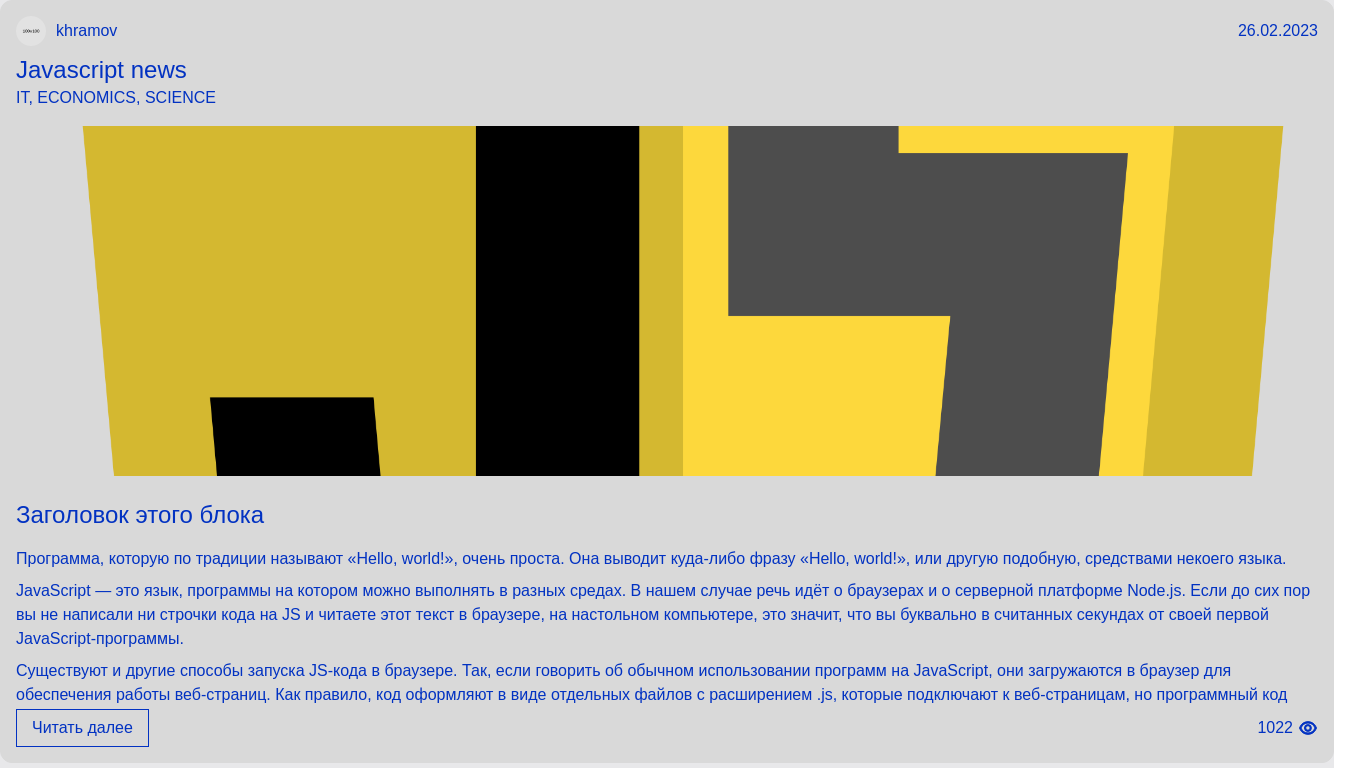 khramov
26.02.2023
Javascript news
IT, ECONOMICS, SCIENCE
Заголовок этого блока
Программа, которую по традиции называют «Hello, world!», очень проста. Она выводит куда-либо фразу «Hello, world!», или другую подобную, средствами некоего языка.
JavaScript — это язык, программы на котором можно выполнять в разных средах. В нашем случае речь идёт о браузерах и о серверной платформе Node.js. Если до сих пор
вы не написали ни строчки кода на JS и читаете этот текст в браузере, на настольном компьютере, это значит, что вы буквально в считанных секундах от своей первой
JavaScript-программы.
Существуют и другие способы запуска JS-кода в браузере. Так, если говорить об обычном использовании программ на JavaScript, они загружаются в браузер для
обеспечения работы веб-страниц. Как правило, код оформляют в виде отдельных файлов с расширением .js, которые подключают к веб-страницам, но программный код
Читать далее
1022